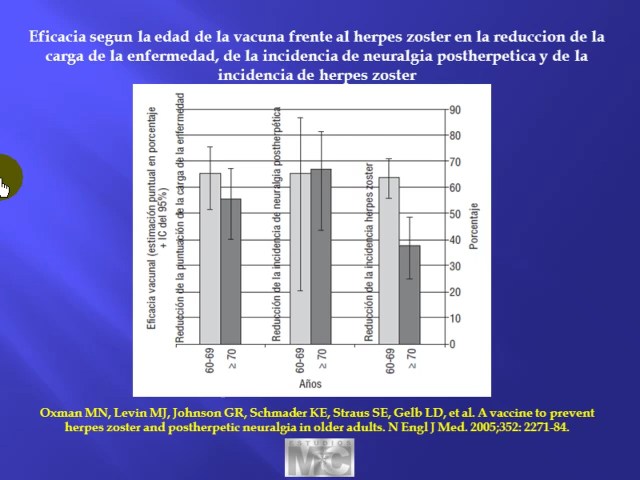 Eficacia segun la edad de la vacuna frente al herpes zoster en la reduccion de la
carga de la enfermedad, de la incidencia de neuralgia postherpetica y de la
incidencia de herpes zoster
Eficacia vacunal (estimación puntual en porcentaje
+ IC del 95%)
Reducción de la puntuación de la carga de la enfermedad
Reducción de la incidencia de neuralgia postherpética
Reducción de la incidencia herpes zoster
90
80
70
60
50
40
30
20
10
0
Porcentaje
60-69
≥ 70
60-69
≥ 70
60-69
≥ 70
Años
Oxman MN, Levin MJ, Johnson GR, Schmader KE, Straus SE, Gelb LD, et al. A vaccine to prevent
herpes zoster and postherpetic neuralgia in older adults. N Engl J Med. 2005;352: 2271-84.
ESTUDIOS
MFC